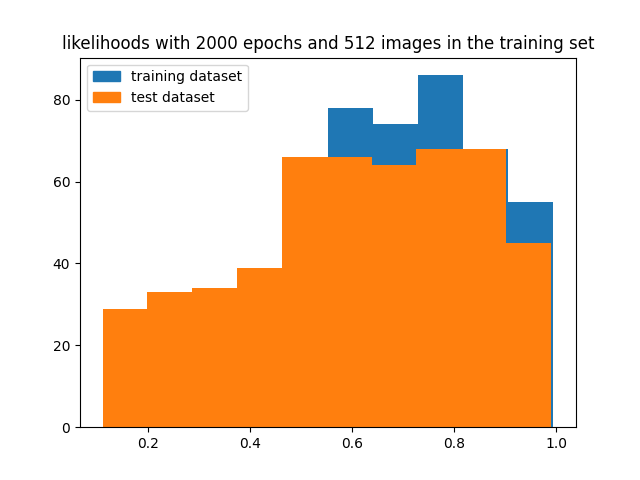 likelihoods with 2000 epochs and 512 images in the training set
training dataset
test dataset
80
60
40
20
0
0.2 0.4 0.6 0.8 1.0